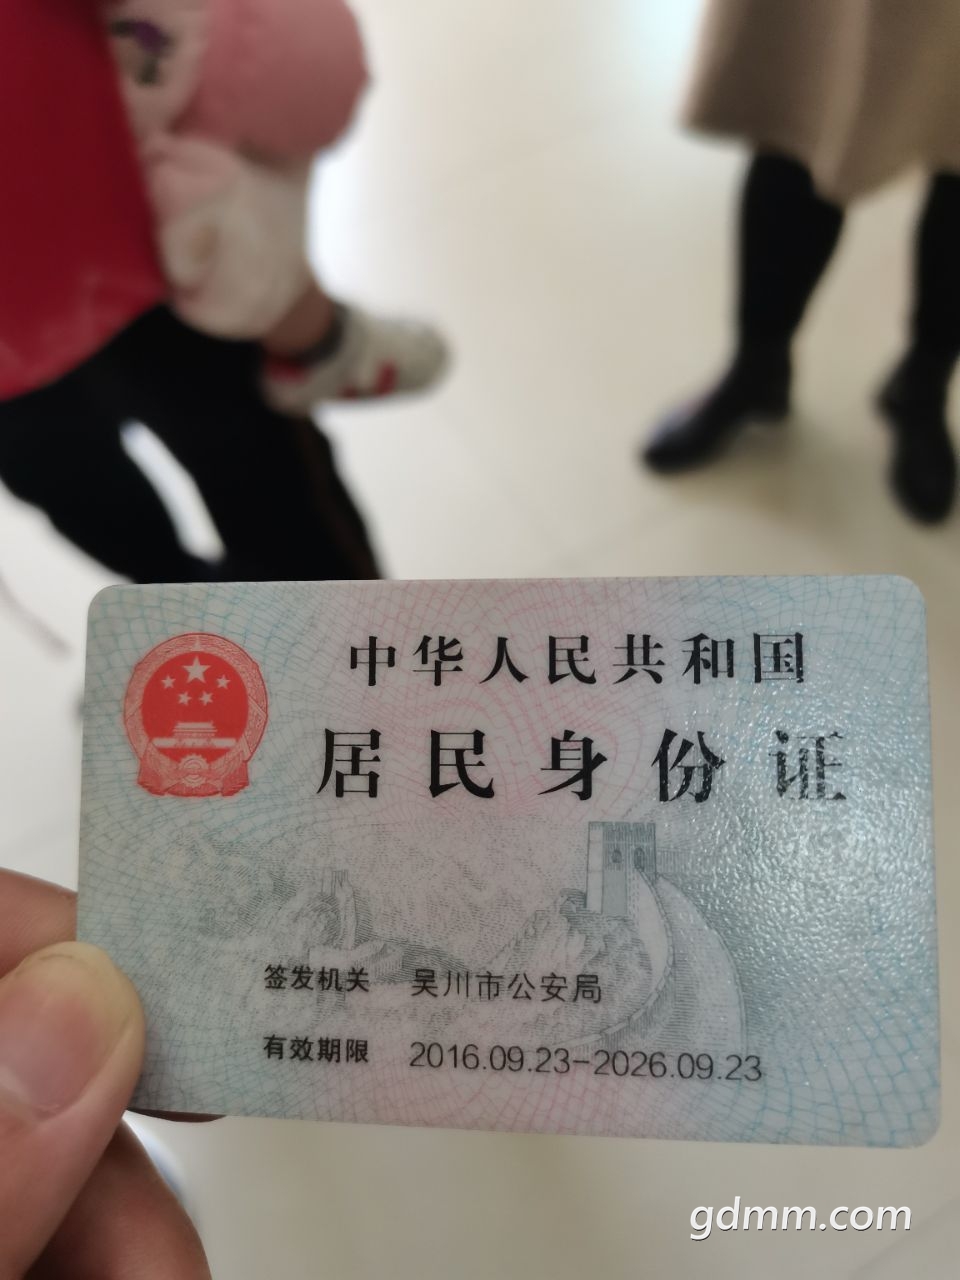 中华人民共和国
居民身份证
签发机关 吴川市公安局
有效期限 2016.09.23-2026.09.23
gdmm.com